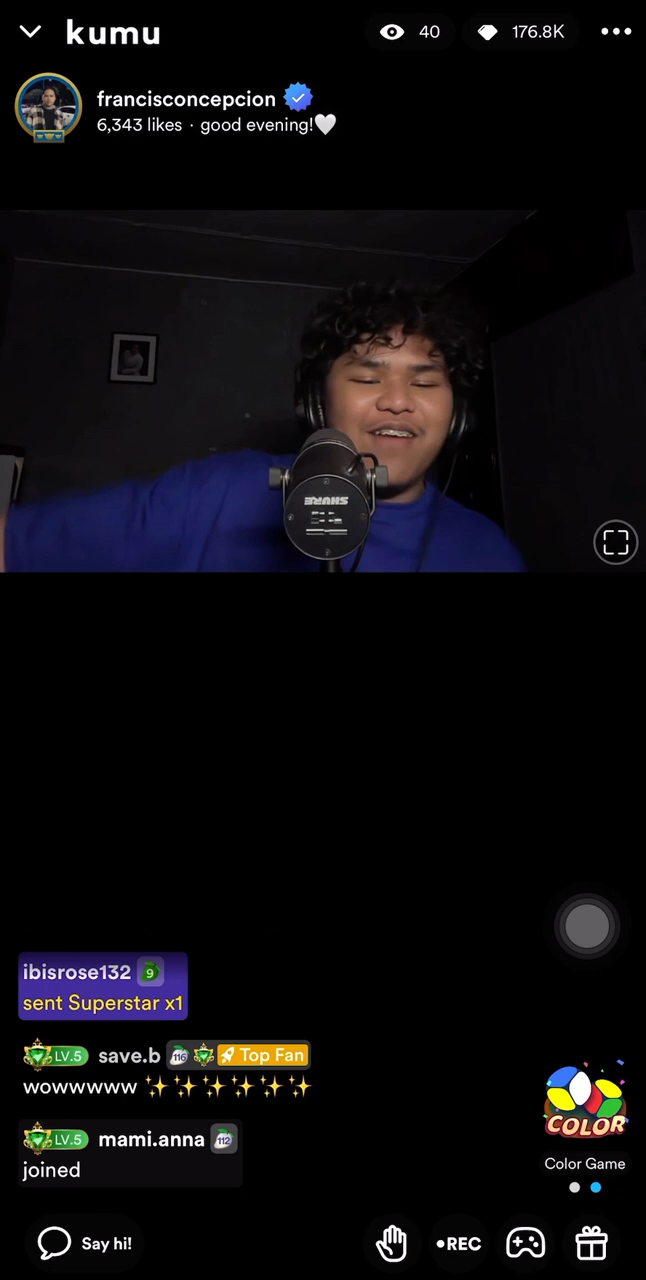 kumu
40
176.8K
francisconcepcion
6,343 likes · good evening!🤍
SHURE
ibisrose132 9
sent Superstar x1
LV.5 save.b 116 Top Fan
wowwwww ✨✨✨✨✨✨
LV.5 mami.anna 112
joined
COLOR
Color Game
Say hi!
•REC